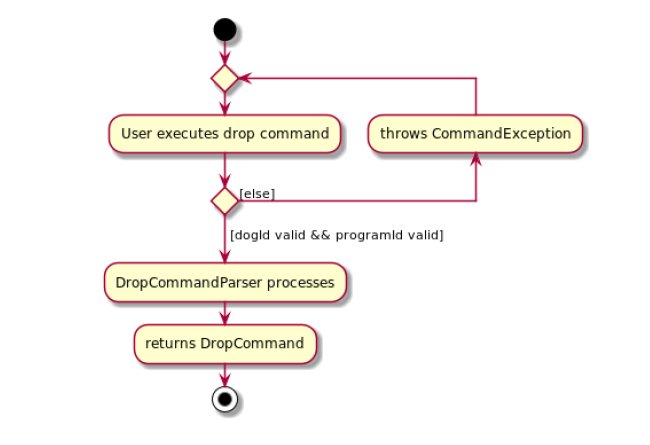 User executes drop command
throws CommandException
[else]
[dogId valid && programId valid]
DropCommandParser processes
returns DropCommand